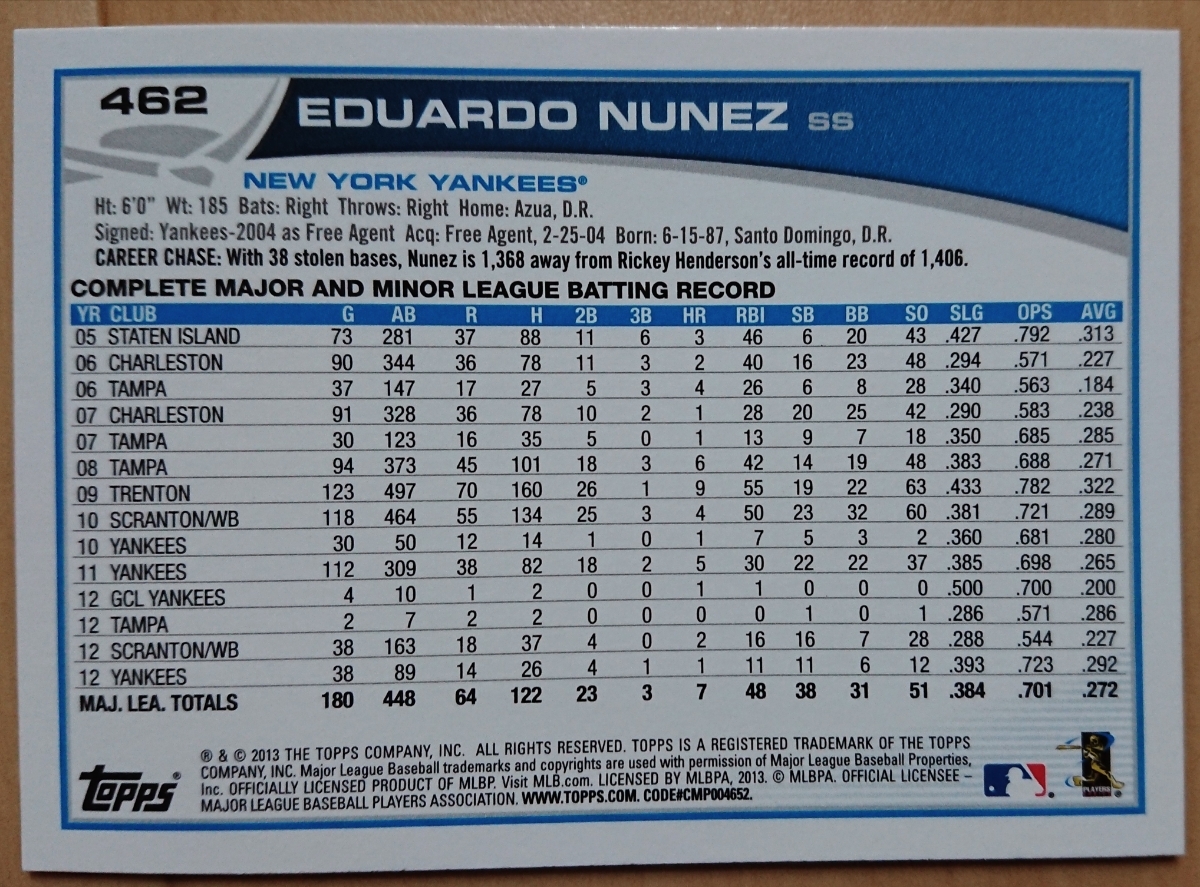 462
EDUARDO NUNEZ SS
NEW YORK YANKEES®
Ht: 6'0" Wt: 185 Bats: Right Throws: Right Home: Azua, D.R.
Signed: Yankees-2004 as Free Agent Acq: Free Agent, 2-25-04 Born: 6-15-87, Santo Domingo, D.R.
CAREER CHASE: With 38 stolen bases, Nunez is 1,368 away from Rickey Henderson's all-time record of 1,406.
COMPLETE MAJOR AND MINOR LEAGUE BATTING RECORD
YR CLUB G AB R H 2B 3B HR RBI SB BB SO SLG OPS AVG
05 STATEN ISLAND 73 281 37 88 11 6 3 46 6 20 43 .427 .792 .313
06 CHARLESTON 90 344 36 78 11 3 2 40 16 23 48 .294 .571 .227
06 TAMPA 37 147 17 27 5 3 4 26 6 8 28 .340 .563 .184
07 CHARLESTON 91 328 36 78 10 2 1 28 20 25 42 .290 .583 .238
07 TAMPA 30 123 16 35 5 0 1 13 9 7 18 .350 .685 .285
08 TAMPA 94 373 45 101 18 3 6 42 14 19 48 .383 .688 .271
09 TRENTON 123 497 70 160 26 1 9 55 19 22 63 .433 .782 .322
10 SCRANTON/WB 118 464 55 134 25 3 4 50 23 32 60 .381 .721 .289
10 YANKEES 30 50 12 14 1 0 1 7 5 3 2 .360 .681 .280
11 YANKEES 112 309 38 82 18 2 5 30 22 22 37 .385 .698 .265
12 GCL YANKEES 4 10 1 2 0 0 1 1 0 0 0 .500 .700 .200
12 TAMPA 2 7 2 2 0 0 0 0 1 0 1 .286 .571 .286
12 SCRANTON/WB 38 163 18 37 4 0 2 16 16 7 28 .288 .544 .227
12 YANKEES 38 89 14 26 4 1 1 11 11 6 12 .393 .723 .292
MAJ. LEA. TOTALS 180 448 64 122 23 3 7 48 38 31 51 .384 .701 .272
Topps®
® & © 2013 THE TOPPS COMPANY, INC. ALL RIGHTS RESERVED. TOPPS IS A REGISTERED TRADEMARK OF THE TOPPS
COMPANY, INC. Major League Baseball trademarks and copyrights are used with permission of Major League Baseball Properties,
Inc. OFFICIALLY LICENSED PRODUCT OF MLBP. Visit MLB.com. LICENSED BY MLBPA, 2013. © MLBPA. OFFICIAL LICENSEE –
MAJOR LEAGUE BASEBALL PLAYERS ASSOCIATION. WWW.TOPPS.COM. CODE#CMP004652.
PLAYERS